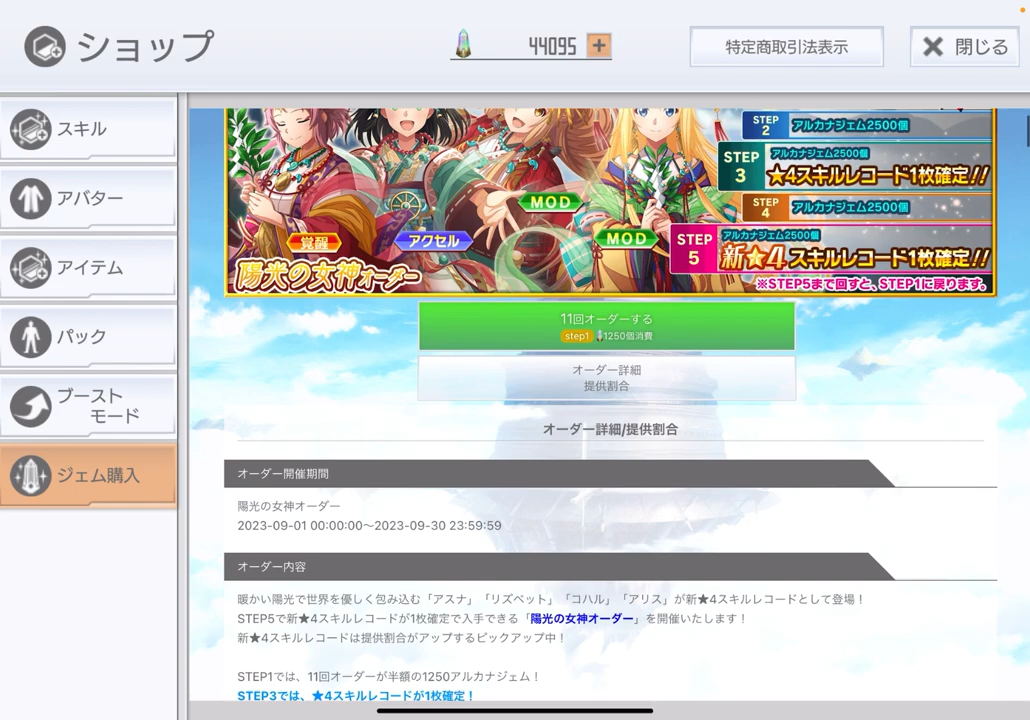 ショップ
44095
特定商取引法表示
閉じる
スキル
アバター
アイテム
パック
ブースト
モード
ジェム購入
STEP
2
アルカナジェム2500個
STEP
3
アルカナジェム2500個
★4スキルレコード1枚確定!!
STEP
4
アルカナジェム2500個
STEP
5
アルカナジェム2500個
新★4スキルレコード1枚確定!!
※STEP5まで回すと、STEP1に戻ります。
覚醒
アクセル
MOD
MOD
陽光の女神オーダー
11回オーダーする
step1 1250個消費
オーダー詳細
提供割合
オーダー詳細/提供割合
オーダー開催期間
陽光の女神オーダー
2023-09-01 00:00:00～2023-09-30 23:59:59
オーダー内容
暖かい陽光で世界を優しく包み込む「アスナ」「リズベット」「コハル」「アリス」が新★4スキルレコードとして登場！
STEP5で新★4スキルレコードが1枚確定で入手できる「陽光の女神オーダー」を開催いたします！
新★4スキルレコードは提供割合がアップするピックアップ中！
STEP1では、11回オーダーが半額の1250アルカナジェム！
STEP3では、★4スキルレコードが1枚確定！